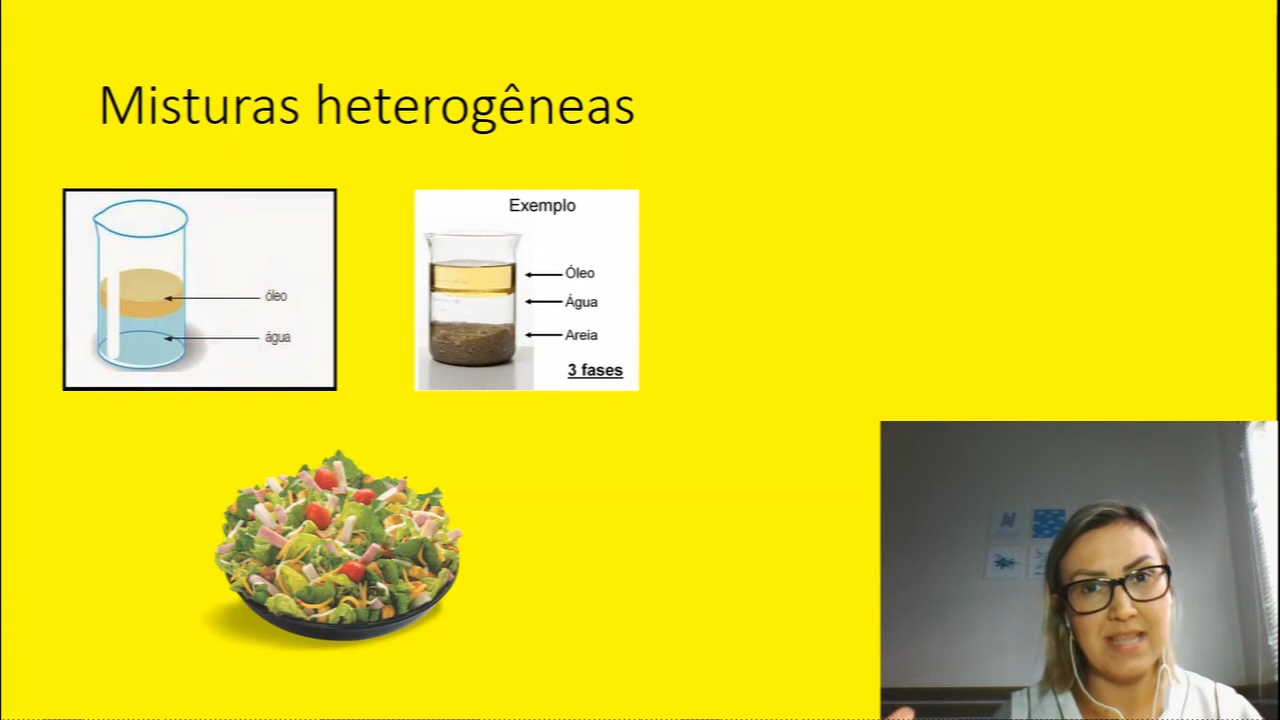 Misturas heterogêneas
óleo
água
Exemplo
Óleo
Água
Areia
3 fases